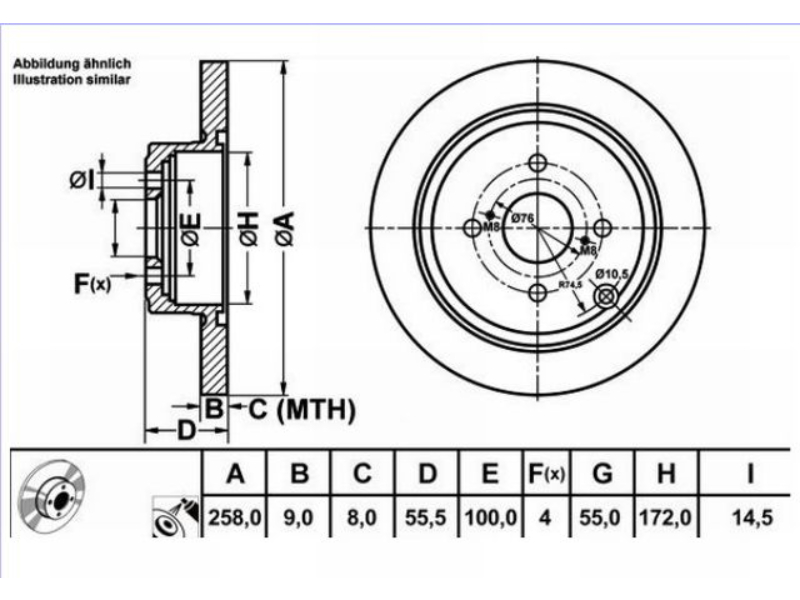 Abbildung ähnlich
Illustration similar
ØI
ØE
ØH
ØA
F(x)
B
C (MTH)
D
Ø76
M8
M8
Ø10,5
R74,5
A B C D E F(x) G H I
258,0 9,0 8,0 55,5 100,0 4 55,0 172,0 14,5